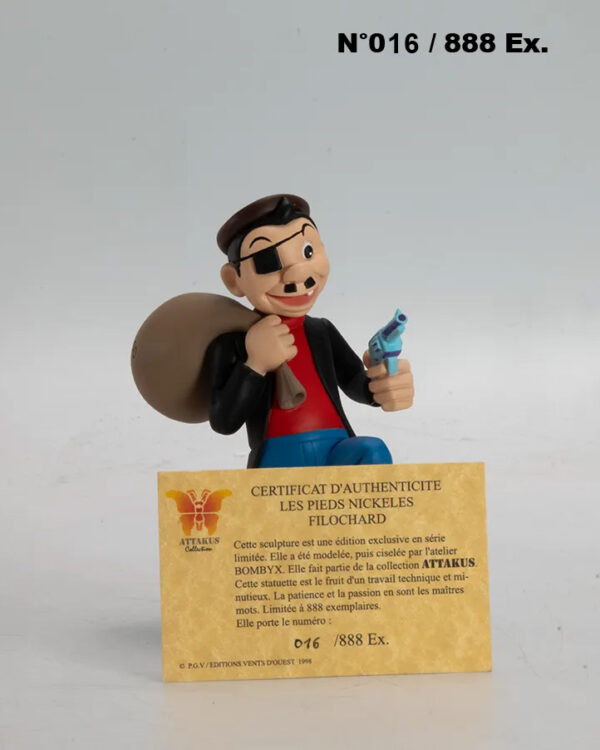 N°016 / 888 Ex.
CERTIFICAT D'AUTHENTICITE
LES PIEDS NICKELES
FILOCHARD
ATTAKUS
Collection
Cette sculpture est une édition exclusive en série
limitée. Elle a été modelée, puis ciselée par l'atelier
BOMBYX. Elle fait partie de la collection ATTAKUS.
Cette statuette est le fruit d'un travail technique et mi-
nutieux. La patience et la passion en sont les maîtres
mots. Limitée à 888 exemplaires.
Elle porte le numéro :
016 /888 Ex.
© P.G.V / EDITIONS VENTS D'OUEST 1998